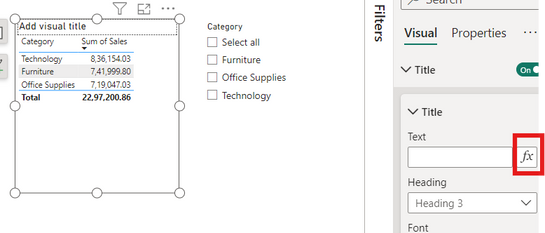 Search
Add visual title
Category Sum of Sales
Technology 8,36,154.03
Furniture 7,41,999.80
Office Supplies 7,19,047.03
Total 22,97,200.86
Category
Select all
Furniture
Office Supplies
Technology
Filters
Visual Properties ...
Title On
Title
Text
fx
Heading
Heading 3
Font